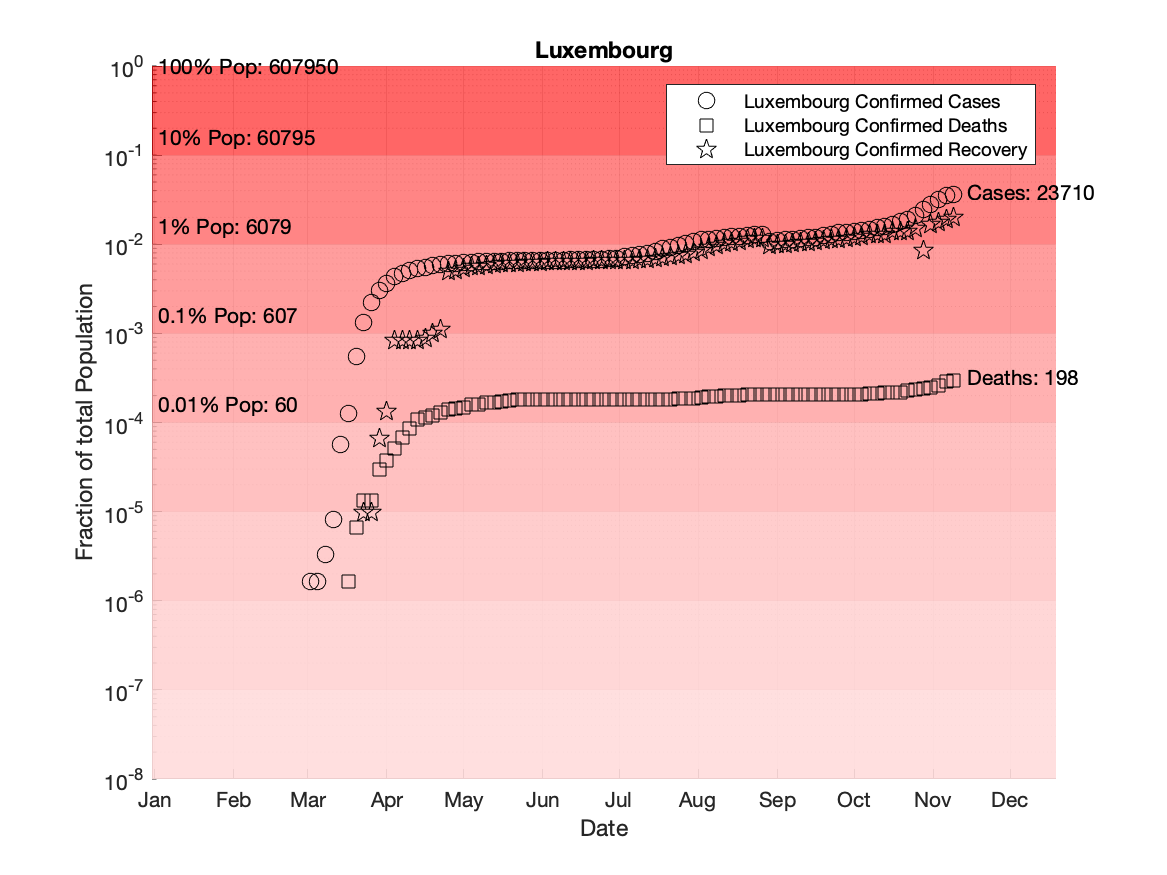 Luxembourg
10^0
100% Pop: 607950
Luxembourg Confirmed Cases
Luxembourg Confirmed Deaths
Luxembourg Confirmed Recovery
10% Pop: 60795
10^-1
Cases: 23710
1% Pop: 6079
10^-2
0.1% Pop: 607
10^-3
Deaths: 198
0.01% Pop: 60
10^-4
10^-5
10^-6
10^-7
10^-8
Fraction of total Population
Jan Feb Mar Apr May Jun Jul Aug Sep Oct Nov Dec
Date